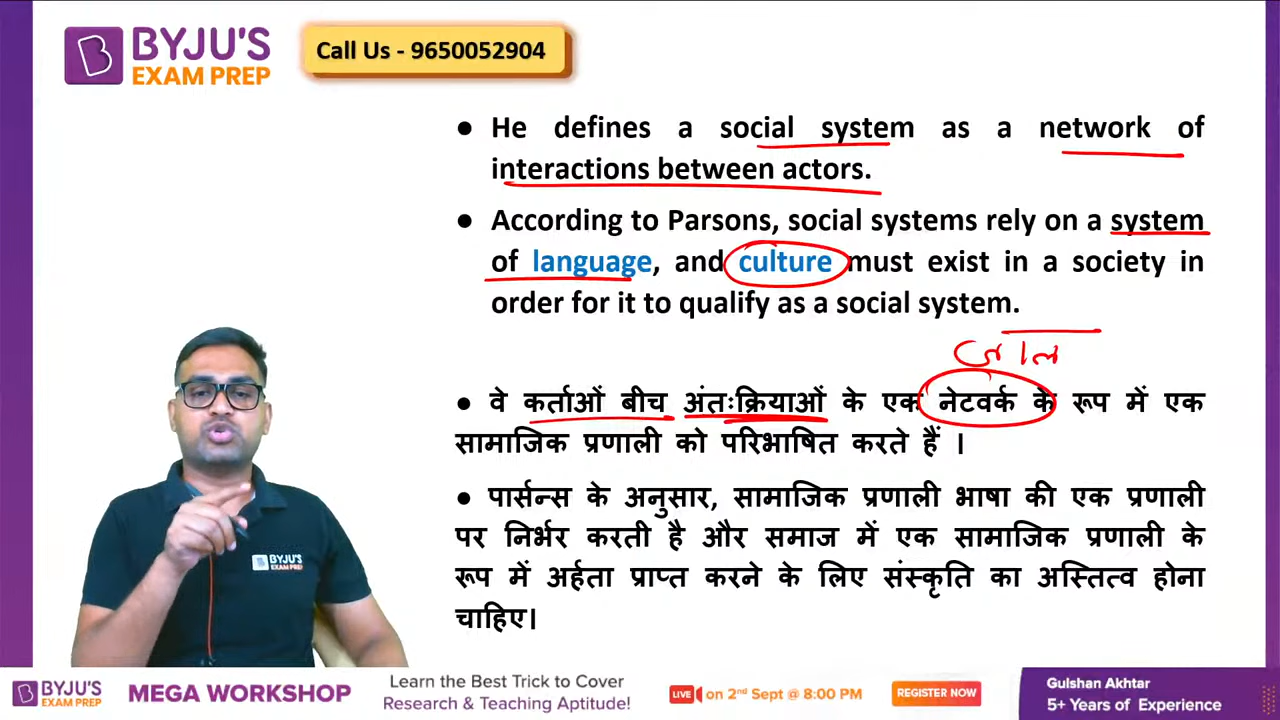 BYJU'S
EXAM PREP
Call Us - 9650052904
● He defines a social system as a network of
interactions between actors.
● According to Parsons, social systems rely on a system
of language, and culture must exist in a society in
order for it to qualify as a social system.
जाल
● वे कर्ताओं बीच अंतःक्रियाओं के एक नेटवर्क के रूप में एक
सामाजिक प्रणाली को परिभाषित करते हैं ।
● पार्सन्स के अनुसार, सामाजिक प्रणाली भाषा की एक प्रणाली
पर निर्भर करती है और समाज में एक सामाजिक प्रणाली के
रूप में अर्हता प्राप्त करने के लिए संस्कृति का अस्तित्व होना
चाहिए।
BYJU'S
EXAM PREP
BYJU'S
EXAM PREP
MEGA WORKSHOP
Learn the Best Trick to Cover
Research & Teaching Aptitude!
LIVE on 2nd Sept @ 8:00 PM
REGISTER NOW
Gulshan Akhtar
5+ Years of Experience